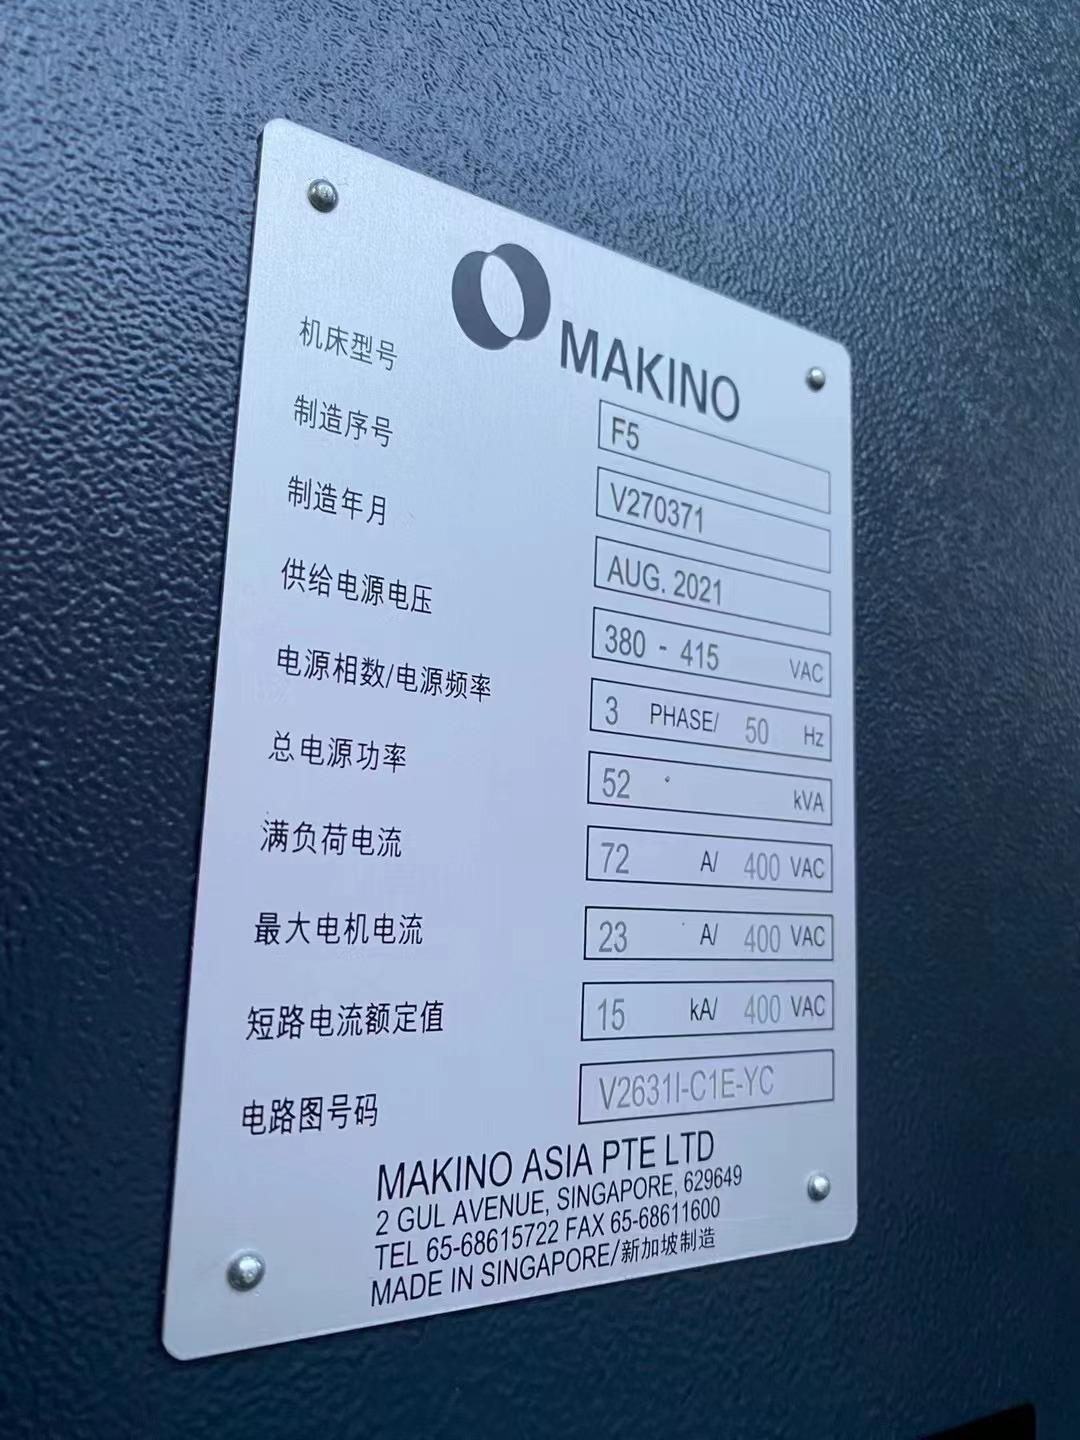 MAKINO
机床型号 F5
制造序号 V270371
制造年月 AUG. 2021
供给电源电压 380 - 415 VAC
电源相数/电源频率 3 PHASE/ 50 Hz
总电源功率 52 kVA
满负荷电流 72 A/ 400 VAC
最大电机电流 23 A/ 400 VAC
短路电流额定值 15 kA/ 400 VAC
电路图号码 V2631I-C1E-YC
MAKINO ASIA PTE LTD
2 GUL AVENUE, SINGAPORE, 629649
TEL 65-68615722 FAX 65-68611600
MADE IN SINGAPORE/新加坡制造